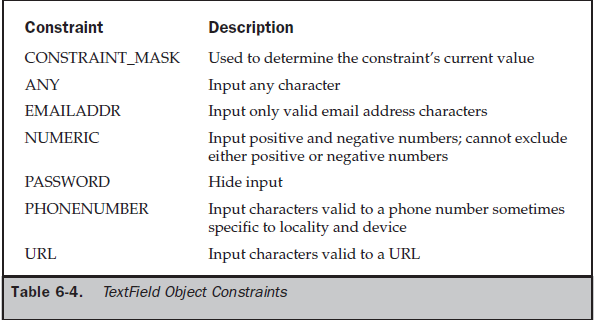 Constraint Description
CONSTRAINT_MASK Used to determine the constraint's current value
ANY Input any character
EMAILADDR Input only valid email address characters
NUMERIC Input positive and negative numbers; cannot exclude
either positive or negative numbers
PASSWORD Hide input
PHONENUMBER Input characters valid to a phone number sometimes
specific to locality and device
URL Input characters valid to a URL
Table 6-4. TextField Object Constraints